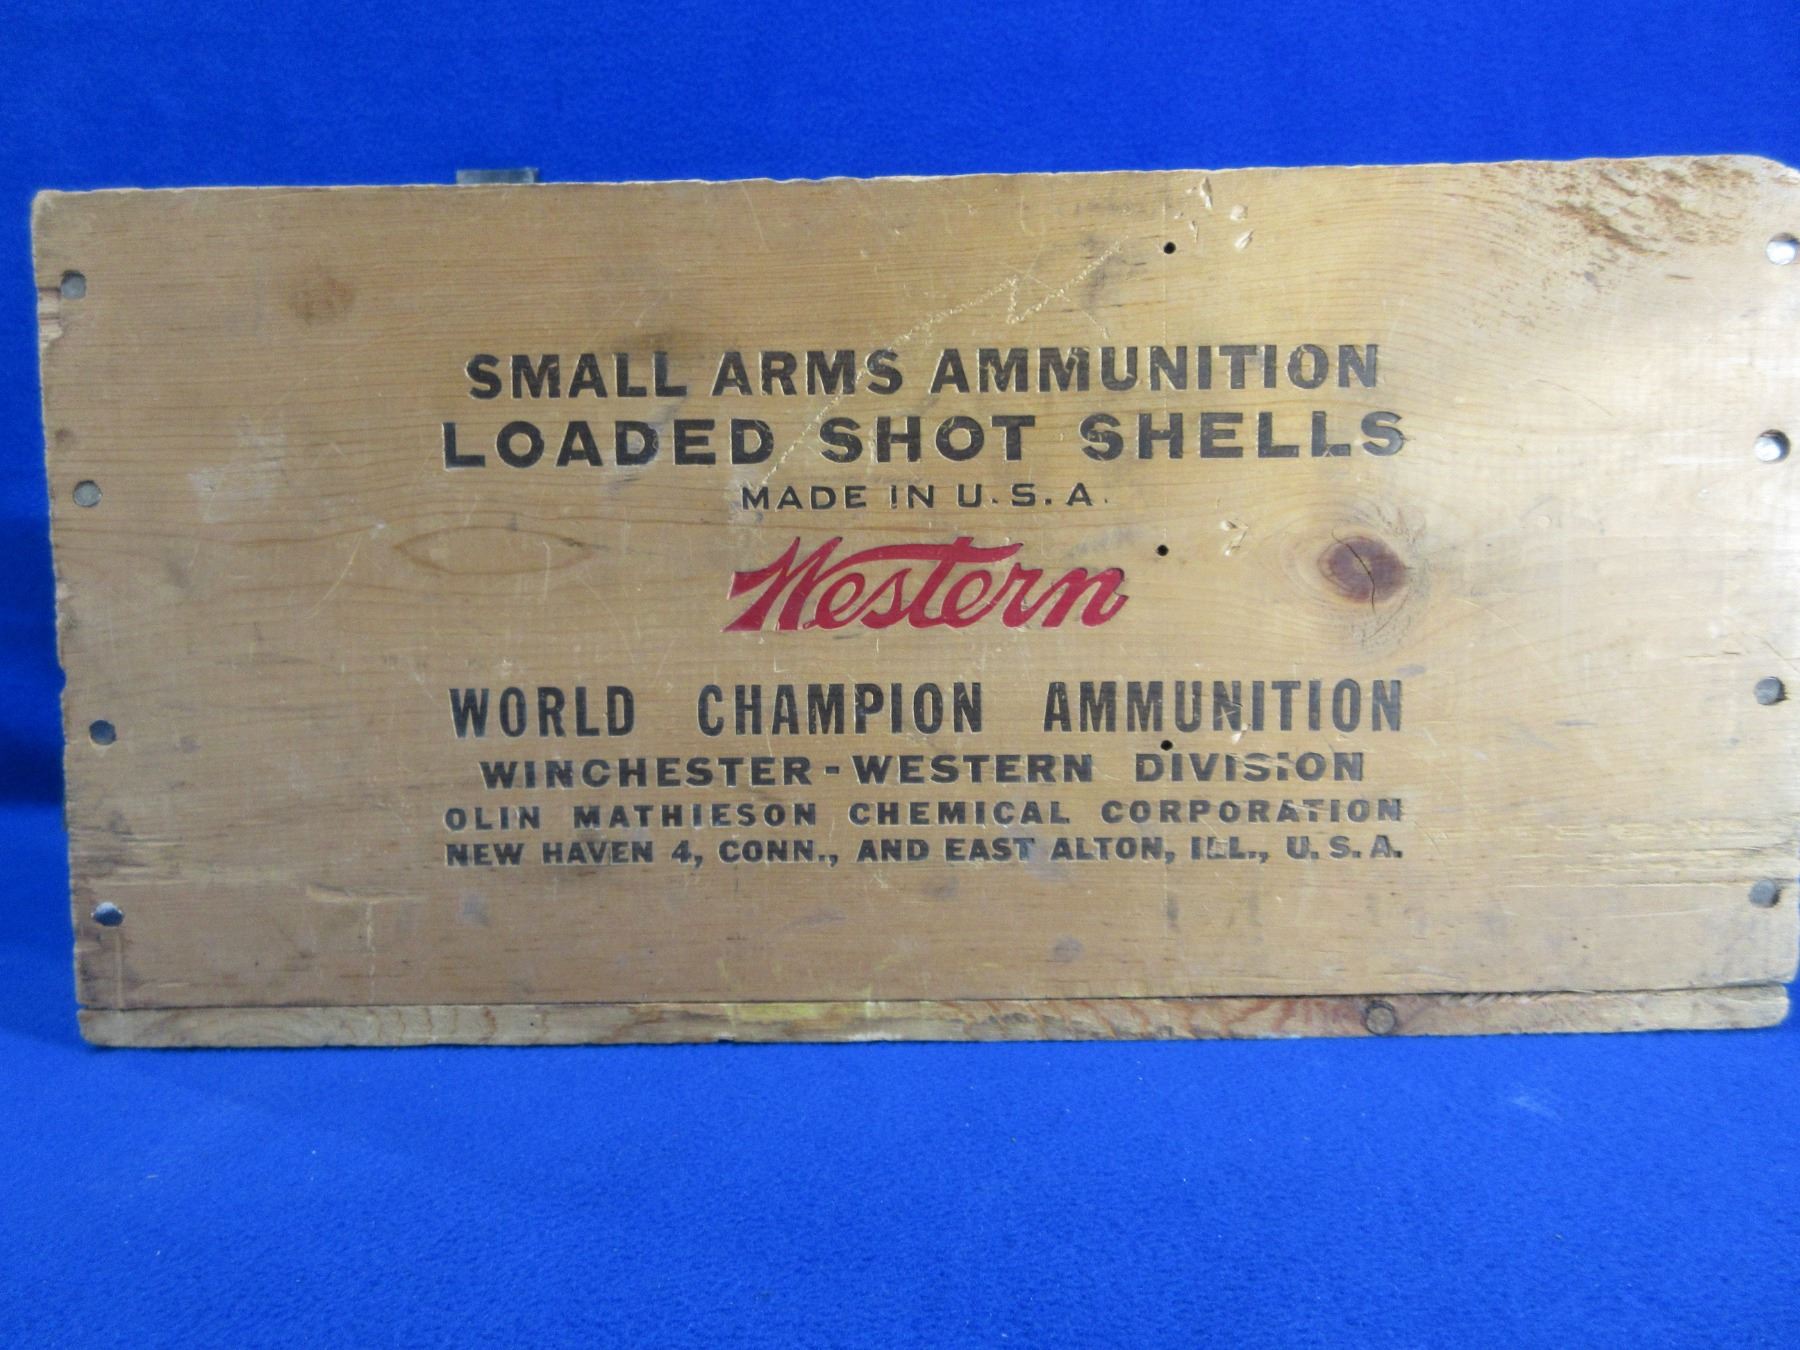 SMALL ARMS AMMUNITION
LOADED SHOT SHELLS
MADE IN U.S.A.
Western
WORLD CHAMPION AMMUNITION
WINCHESTER-WESTERN DIVISION
OLIN MATHIESON CHEMICAL CORPORATION
NEW HAVEN 4, CONN., AND EAST ALTON, ILL., U.S.A.